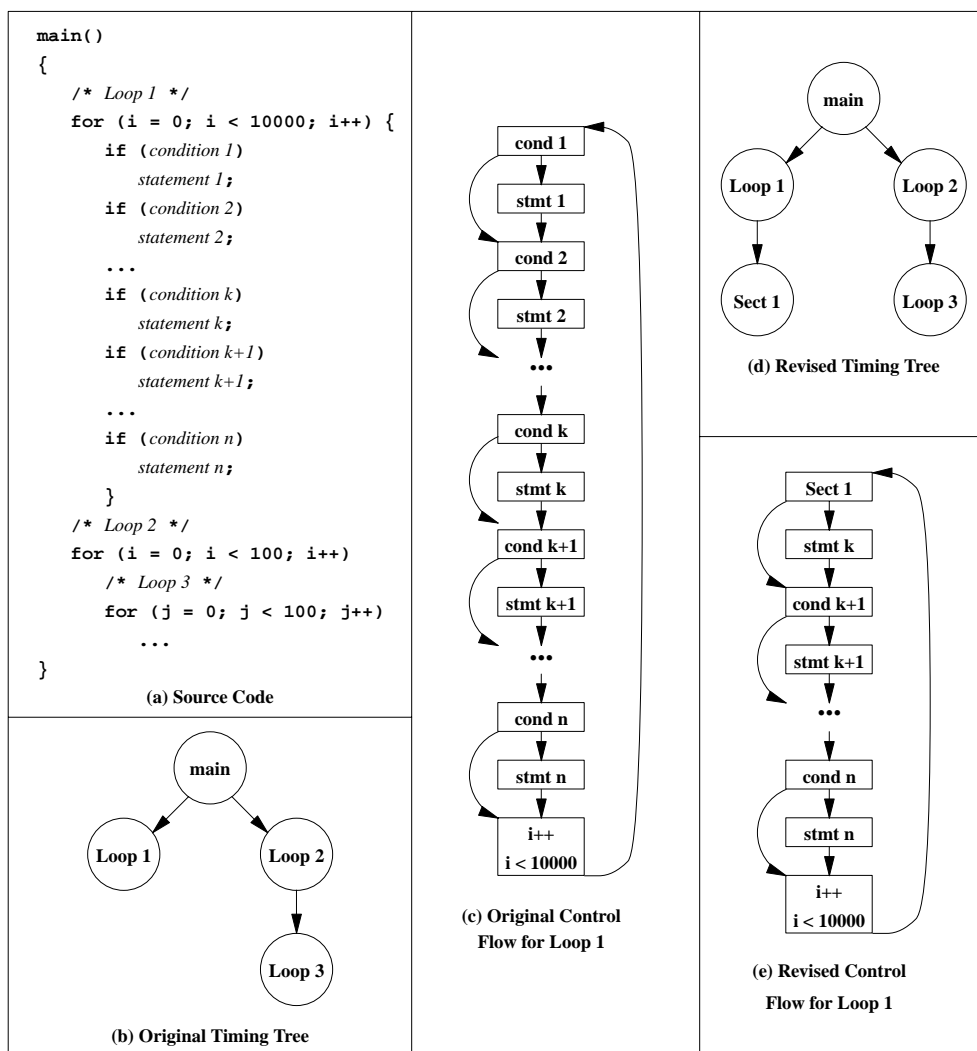 main()
{
/* Loop 1 */
for (i = 0; i < 10000; i++) {
if (condition 1)
statement 1;
if (condition 2)
statement 2;
...
if (condition k)
statement k;
if (condition k+1)
statement k+1;
...
if (condition n)
statement n;
}
/* Loop 2 */
for (i = 0; i < 100; i++)
/* Loop 3 */
for (j = 0; j < 100; j++)
...
}
(a) Source Code
main
Loop 1
Loop 2
Loop 3
(b) Original Timing Tree
cond 1
stmt 1
cond 2
stmt 2
...
cond k
stmt k
cond k+1
stmt k+1
...
cond n
stmt n
i++
i < 10000
(c) Original Control
Flow for Loop 1
main
Loop 1
Loop 2
Sect 1
Loop 3
(d) Revised Timing Tree
Sect 1
stmt k
cond k+1
stmt k+1
...
cond n
stmt n
i++
i < 10000
(e) Revised Control
Flow for Loop 1